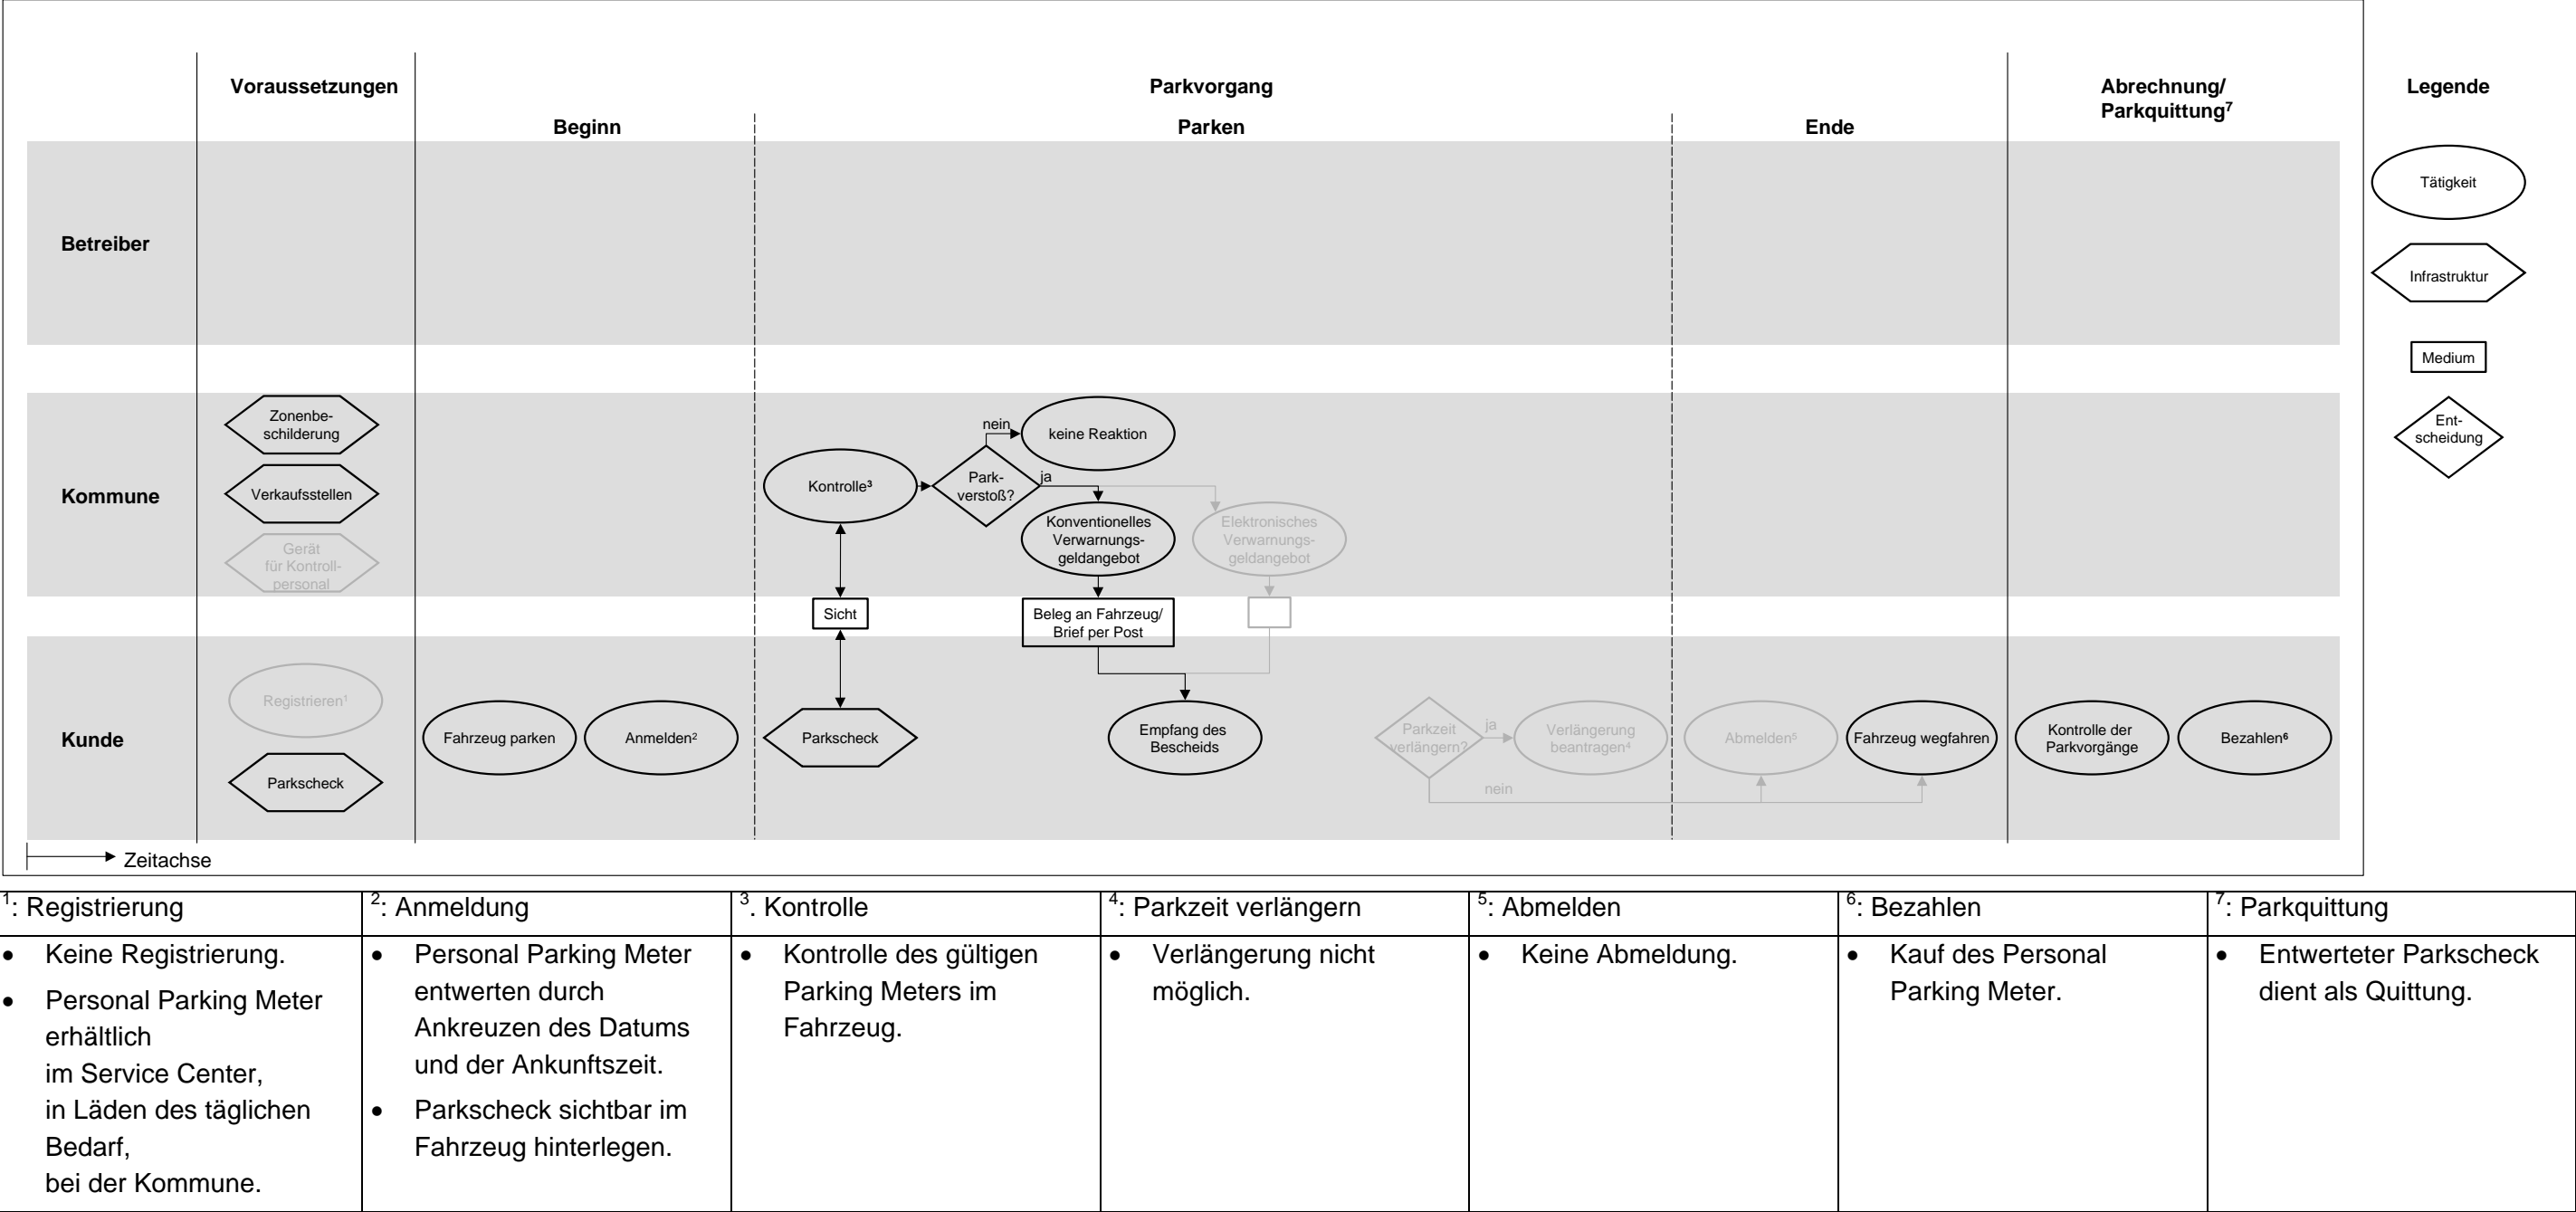 Voraussetzungen
Parkvorgang
Abrechnung/
Parkquittung⁷
Legende
Beginn
Parken
Ende
Betreiber
Tätigkeit
Infrastruktur
Medium
Ent-
scheidung
Kommune
Zonenbe-
schilderung
Verkaufsstellen
Gerät
für Kontroll-
personal
Kontrolle³
Park-
verstoß?
nein
keine Reaktion
ja
Konventionelles
Verwarnungs-
geldangebot
Elektronisches
Verwarnungs-
geldangebot
Sicht
Beleg an Fahrzeug/
Brief per Post
Kunde
Registrieren¹
Parkscheck
Fahrzeug parken
Anmelden²
Parkscheck
Empfang des
Bescheids
Parkzeit
verlängern?
ja
nein
Verlängerung
beantragen⁴
Abmelden⁵
Fahrzeug wegfahren
Kontrolle der
Parkvorgänge
Bezahlen⁶
Zeitachse
¹: Registrierung
• Keine Registrierung.
• Personal Parking Meter
erhältlich
im Service Center,
in Läden des täglichen
Bedarf,
bei der Kommune.
²: Anmeldung
• Personal Parking Meter
entwerten durch
Ankreuzen des Datums
und der Ankunftszeit.
• Parkscheck sichtbar im
Fahrzeug hinterlegen.
³. Kontrolle
• Kontrolle des gültigen
Parking Meters im
Fahrzeug.
⁴: Parkzeit verlängern
• Verlängerung nicht
möglich.
⁵: Abmelden
• Keine Abmeldung.
⁶: Bezahlen
• Kauf des Personal
Parking Meter.
⁷: Parkquittung
• Entwerteter Parkscheck
dient als Quittung.